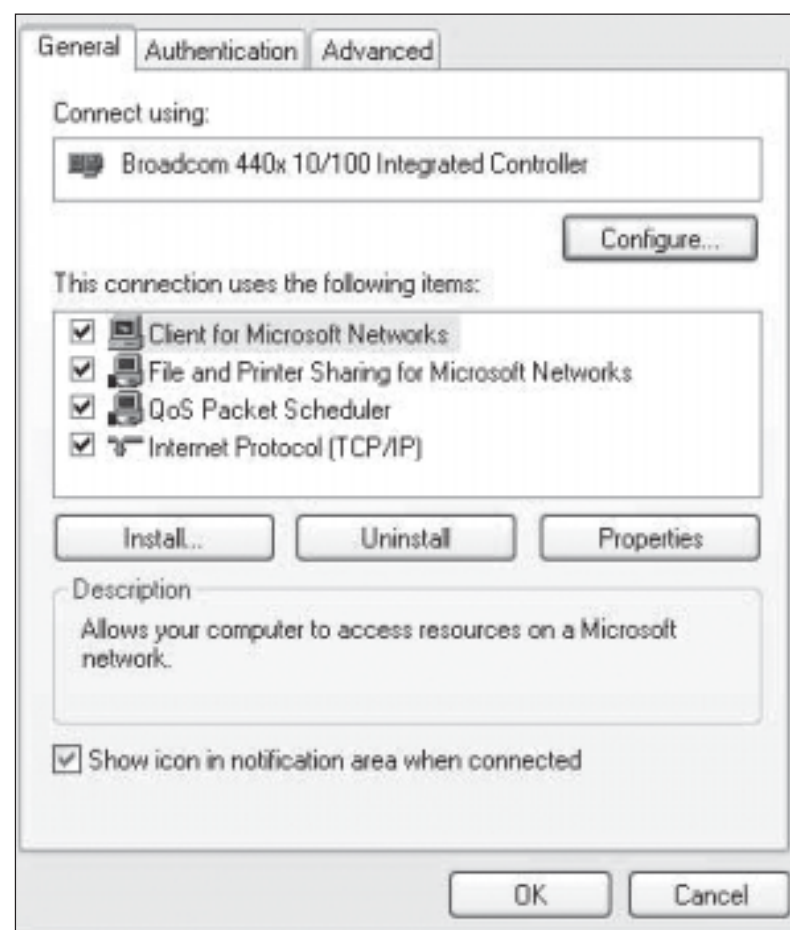 General Authentication Advanced
Connect using:
Broadcom 440x 10/100 Integrated Controller
Configure...
This connection uses the following items:
Client for Microsoft Networks
File and Printer Sharing for Microsoft Networks
QoS Packet Scheduler
Internet Protocol (TCP/IP)
Install... Uninstall Properties
Description
Allows your computer to access resources on a Microsoft
network.
Show icon in notification area when connected
OK Cancel